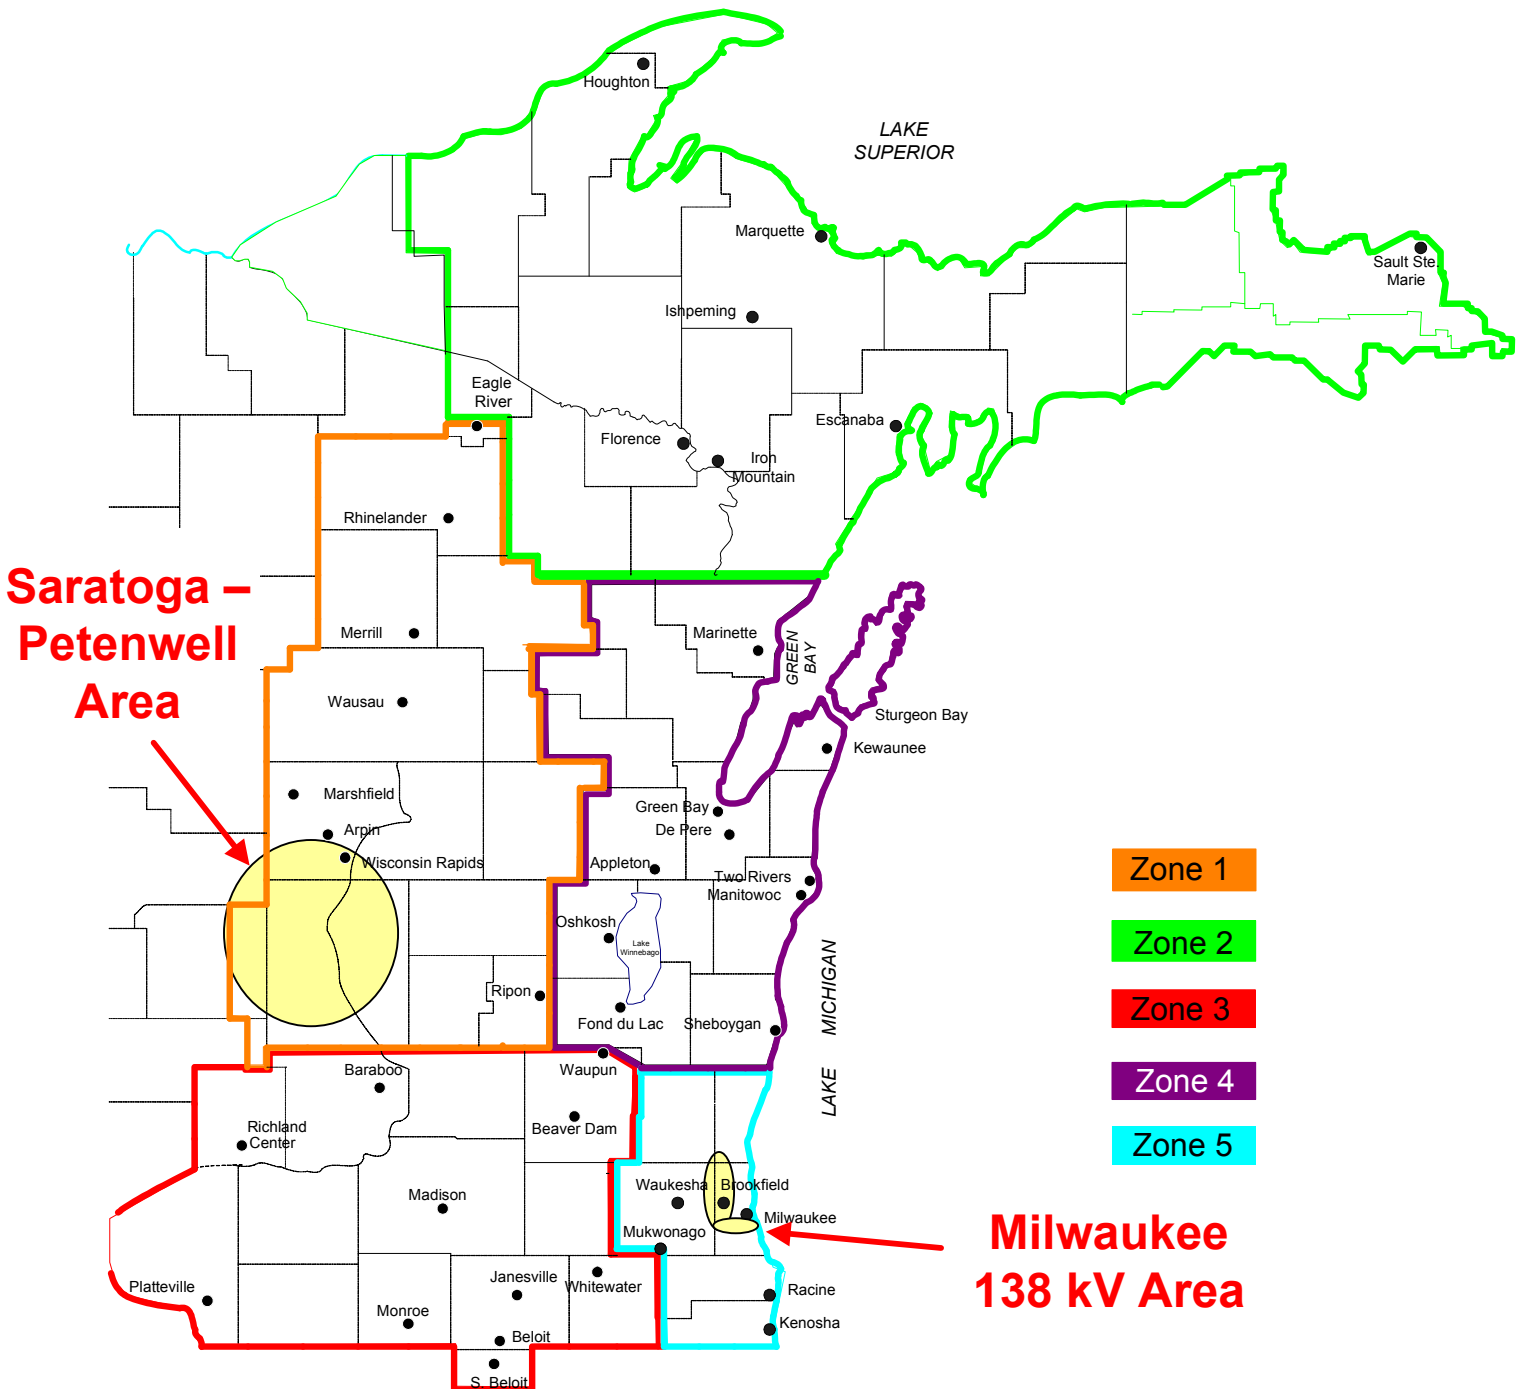 Houghton
LAKE
SUPERIOR
Marquette
Sault Ste.
Marie
Ishpeming
Eagle
River
Escanaba
Florence
Iron
Mountain
Rhinelander
Saratoga –
Petenwell
Area
Merrill
Marinette
GREEN
BAY
Wausau
Sturgeon Bay
Kewaunee
Marshfield
Green Bay
Arpin
De Pere
Wisconsin Rapids
Appleton
Two Rivers
Manitowoc
Zone 1
Oshkosh
Lake
Winnebago
Zone 2
LAKE MICHIGAN
Ripon
Zone 3
Fond du Lac
Sheboygan
Baraboo
Waupun
Zone 4
Richland
Center
Beaver Dam
Zone 5
Waukesha
Brookfield
Madison
Milwaukee
Mukwonago
Milwaukee
138 kV Area
Platteville
Janesville
Whitewater
Racine
Monroe
Kenosha
Beloit
S. Beloit